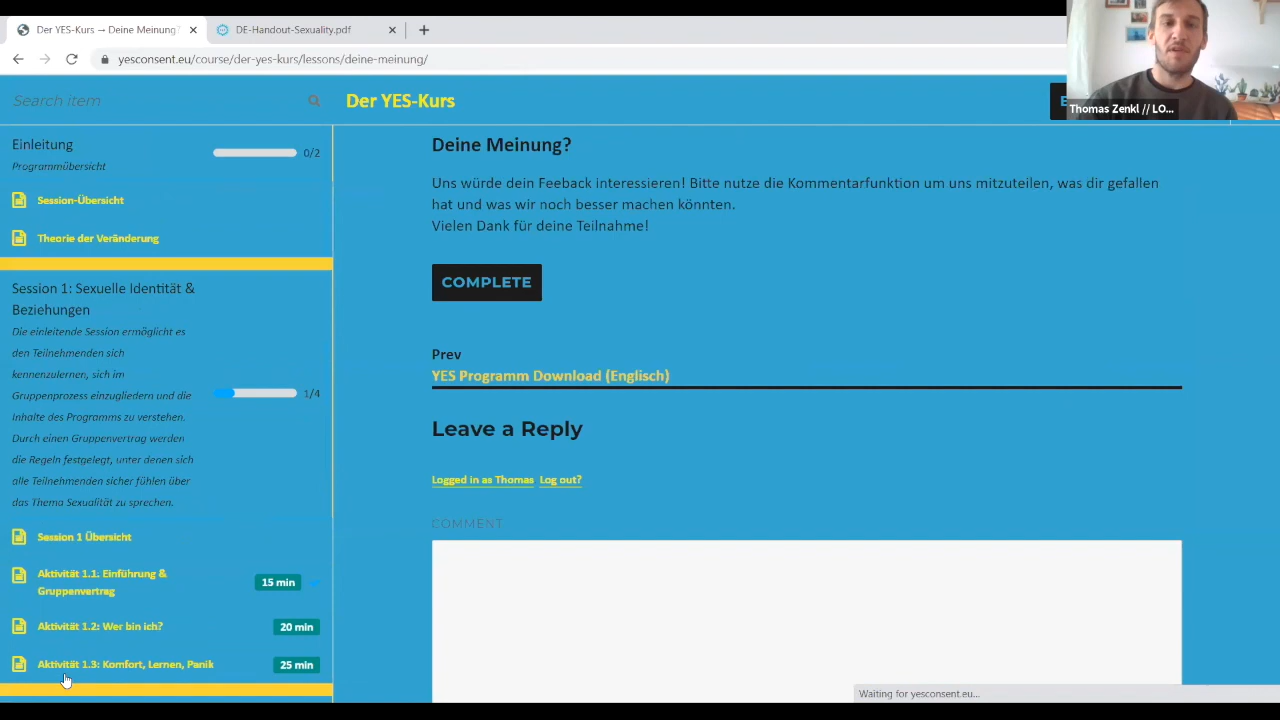 Der YES-Kurs → Deine Meinung?
DE-Handout-Sexuality.pdf
yesconsent.eu/course/der-yes-kurs/lessons/deine-meinung/
Thomas Zenkl // LO...
Search item
Der YES-Kurs
Einleitung
Programmübersicht
0/2
Session-Übersicht
Theorie der Veränderung
Session 1: Sexuelle Identität &
Beziehungen
Die einleitende Session ermöglicht es
den Teilnehmenden sich
kennenzulernen, sich im
Gruppenprozess einzugliedern und die
Inhalte des Programms zu verstehen.
Durch einen Gruppenvertrag werden
die Regeln festgelegt, unter denen sich
alle Teilnehmenden sicher fühlen über
das Thema Sexualität zu sprechen.
1/4
Session 1 Übersicht
Aktivität 1.1: Einführung &
Gruppenvertrag
15 min
Aktivität 1.2: Wer bin ich?
20 min
Aktivität 1.3: Komfort, Lernen, Panik
25 min
Deine Meinung?
Uns würde dein Feeback interessieren! Bitte nutze die Kommentarfunktion um uns mitzuteilen, was dir gefallen
hat und was wir noch besser machen könnten.
Vielen Dank für deine Teilnahme!
COMPLETE
Prev
YES Programm Download (Englisch)
Leave a Reply
Logged in as Thomas Log out?
COMMENT
Waiting for yesconsent.eu...